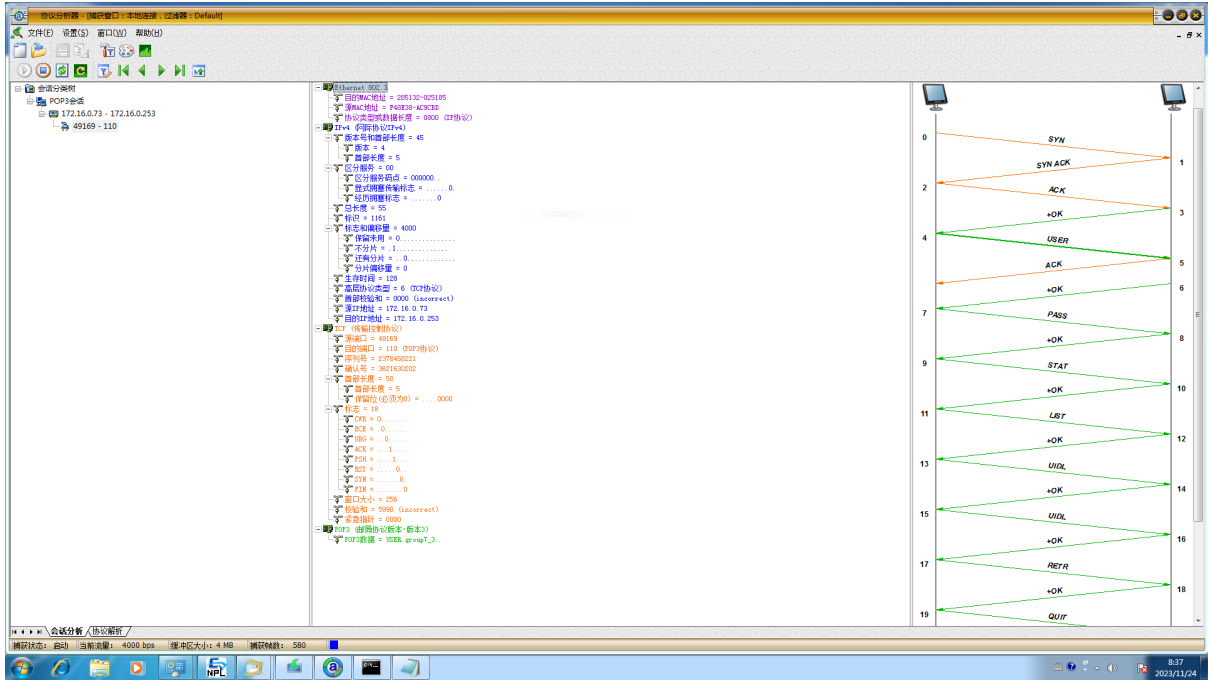 协议分析器 - [捕获窗口：本地连接，过滤器：Default]
文件(F) 设置(S) 窗口(W) 帮助(H)
会话分类树
POP3会话
172.16.0.73 - 172.16.0.253
49169 - 110
Ethernet 802.3
目的MAC地址 = 285132-025185
源MAC地址 = F48E38-AC9CBD
协议类型或数据长度 = 0800 (IP协议)
IPv4 (网际协议IPv4)
版本号和首部长度 = 45
版本 = 4
首部长度 = 5
区分服务 = 00
区分服务码点 = 000000..
显式拥塞传输标志 = ......0.
经历拥塞标志 = .......0
总长度 = 55
标识 = 1161
标志和偏移量 = 4000
保留未用 = 0...............
不分片 = .1..............
还有分片 = ..0.............
分片偏移量 = 0
生存时间 = 128
高层协议类型 = 6 (TCP协议)
首部校验和 = 0000 (incorrect)
源IP地址 = 172.16.0.73
目的IP地址 = 172.16.0.253
TCP (传输控制协议)
源端口 = 49169
目的端口 = 110 (POP3协议)
序列号 = 2378458221
确认号 = 3621630202
首部长度 = 50
首部长度 = 5
保留位(必须为0) = ....0000
标志 = 18
CWR = 0.......
ECE = .0......
URG = ..0.....
ACK = ...1....
PSH = ....1...
RST = .....0..
SYN = ......0.
FIN = .......0
窗口大小 = 256
校验和 = 5990 (incorrect)
紧急指针 = 0000
POP3 (邮局协议版本-版本3)
POP3数据 = USER group7_3..
0 SYN
SYN ACK 1
2 ACK
+OK 3
4 USER
ACK 5
+OK 6
7 PASS
+OK 8
9 STAT
+OK 10
11 LIST
+OK 12
13 UIDL
+OK 14
15 UIDL
+OK 16
17 RETR
+OK 18
19 QUIT
会话分析 协议解析
捕获状态： 启动 当前流量： 4000 bps 缓冲区大小：4 MB 捕获帧数： 580
NPL
8:37
2023/11/24